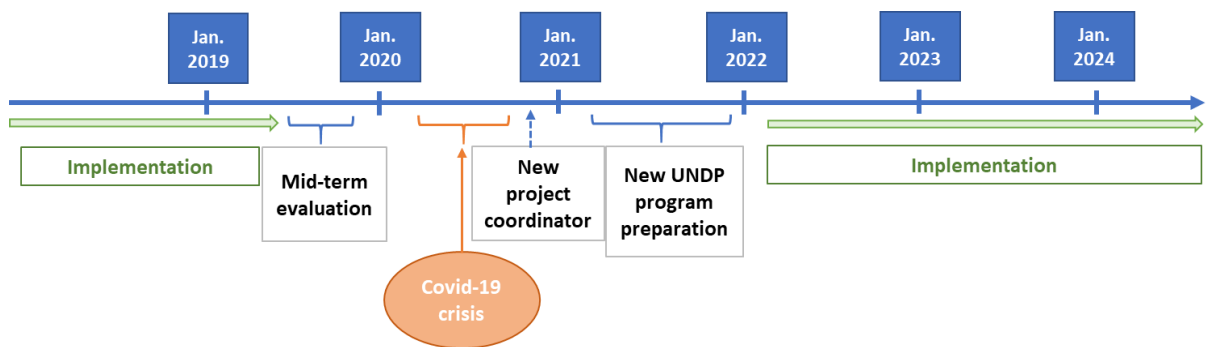 Jan.
2019
Jan.
2020
Jan.
2021
Jan.
2022
Jan.
2023
Jan.
2024
Implementation
Mid-term
evaluation
New
project
coordinator
New UNDP
program
preparation
Implementation
Covid-19
crisis